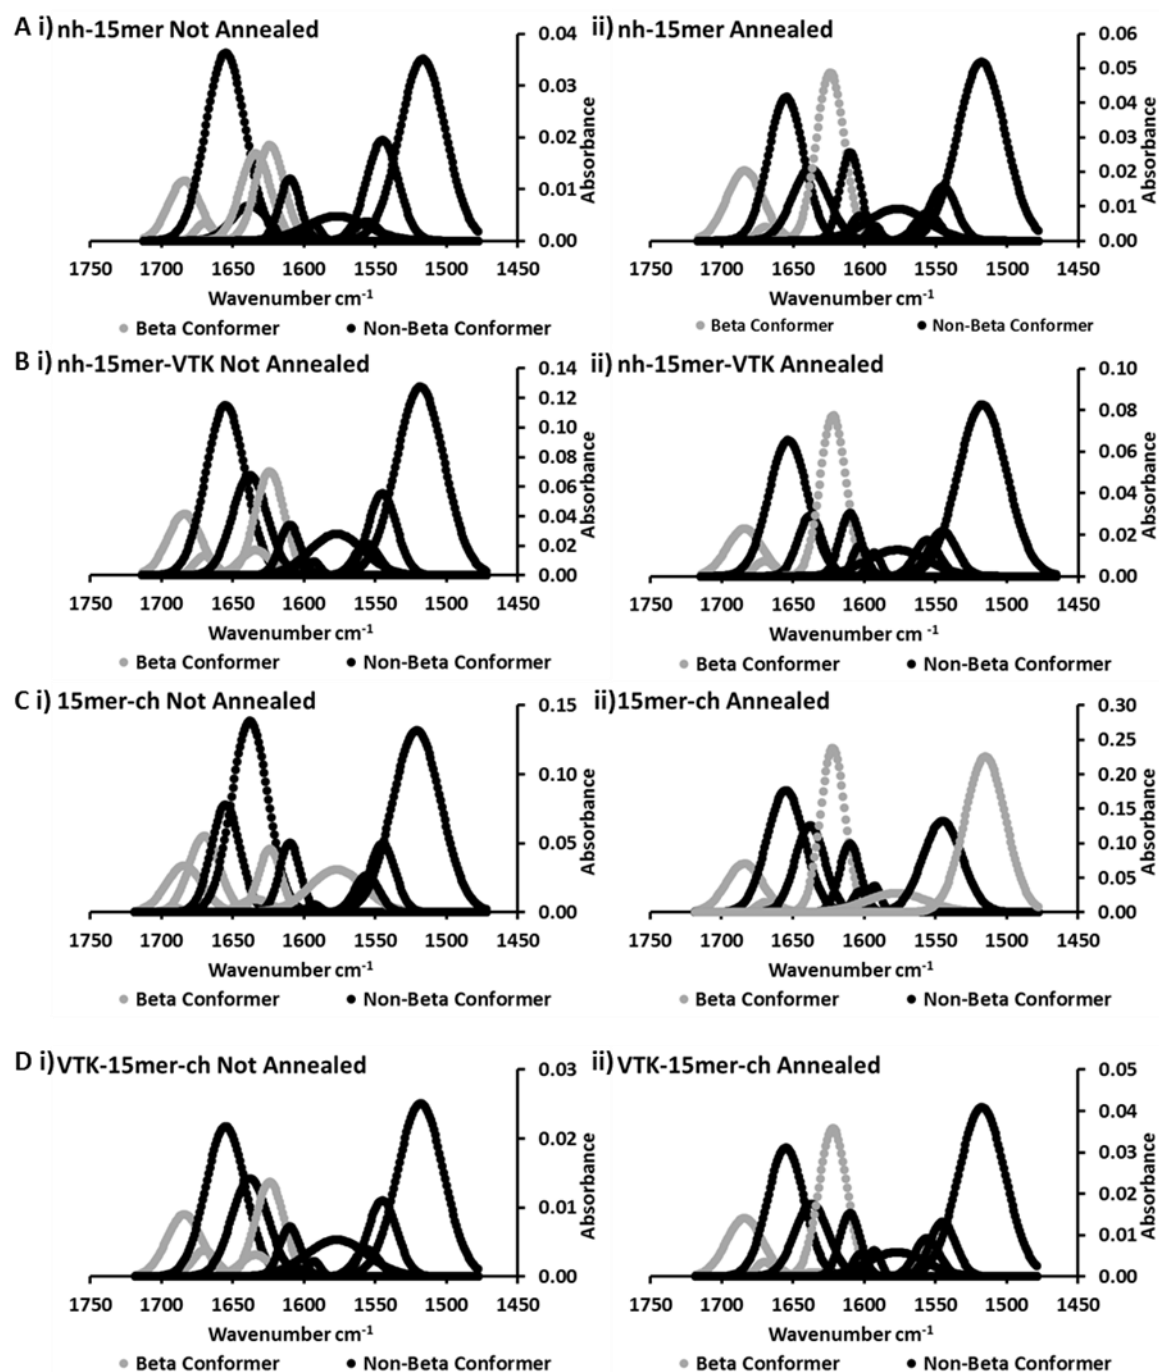 A i) nh-15mer Not Annealed
0.04
0.03
0.02
0.01
0.00
Absorbance
1750 1700 1650 1600 1550 1450
Wavenumber cm-1
Beta Conformer Non-Beta Conformer
ii) nh-15mer Annealed
0.06
0.05
0.04
0.03
0.02
0.01
0.00
Absorbance
1750 1700 1650 1600 1550 1450
Wavenumber cm-1
Beta Conformer Non-Beta Conformer
B i) nh-15mer-VTK Not Annealed
0.14
0.12
0.10
0.08
0.06
0.04
0.02
0.00
Absorbance
1750 1700 1650 1600 1550 1450
Wavenumber cm-1
Beta Conformer Non-Beta Conformer
ii) nh-15mer-VTK Annealed
0.10
0.08
0.06
0.04
0.02
0.00
Absorbance
1750 1700 1650 1600 1550 1450
Wavenumber cm -1
Beta Conformer Non-Beta Conformer
C i) 15mer-ch Not Annealed
0.15
0.10
0.05
0.00
Absorbance
1750 1700 1650 1600 1550 1450
Wavenumber cm-1
Beta Conformer Non-Beta Conformer
ii) 15mer-ch Annealed
0.30
0.25
0.20
0.15
0.10
0.05
0.00
Absorbance
1750 1700 1650 1600 1550 1450
Wavenumber cm-1
Beta Conformer Non-Beta Conformer
D i) VTK-15mer-ch Not Annealed
0.03
0.02
0.01
0.00
Absorbance
1750 1700 1650 1600 1550 1450
Wavenumber cm-1
Beta Conformer Non-Beta Conformer
ii) VTK-15mer-ch Annealed
0.05
0.04
0.03
0.02
0.01
0.00
Absorbance
1750 1700 1650 1600 1550 1450
Wavenumber cm-1
Beta Conformer Non-Beta Conformer